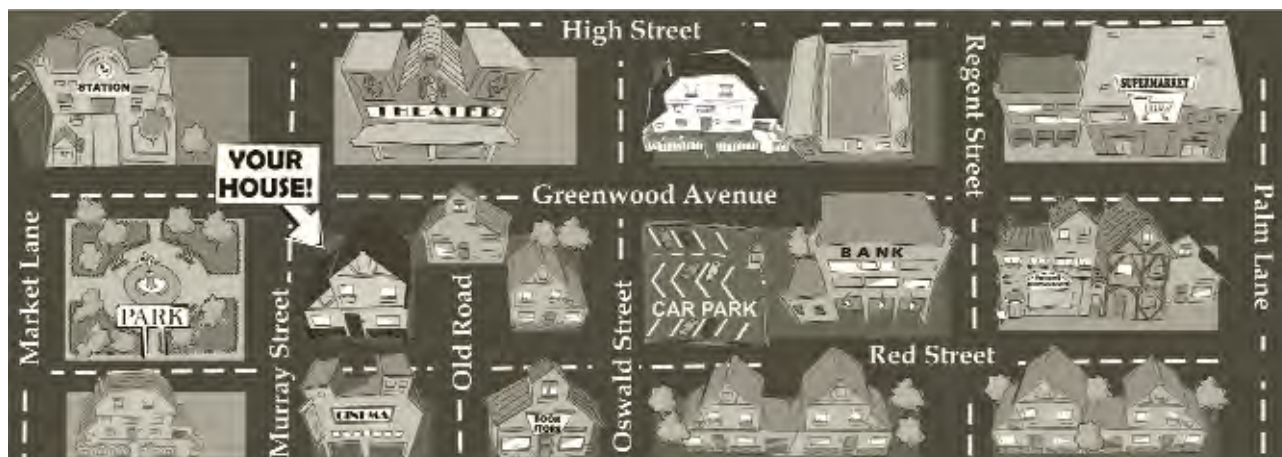 High Street
STATION
THEATRE
Regent Street
SUPERMARKET
YOUR
HOUSE!
Greenwood Avenue
Market Lane
PARK
Murray Street
Old Road
Oswald Street
CAR PARK
BANK
Palm Lane
Red Street
CINEMA
BOOK
STORE